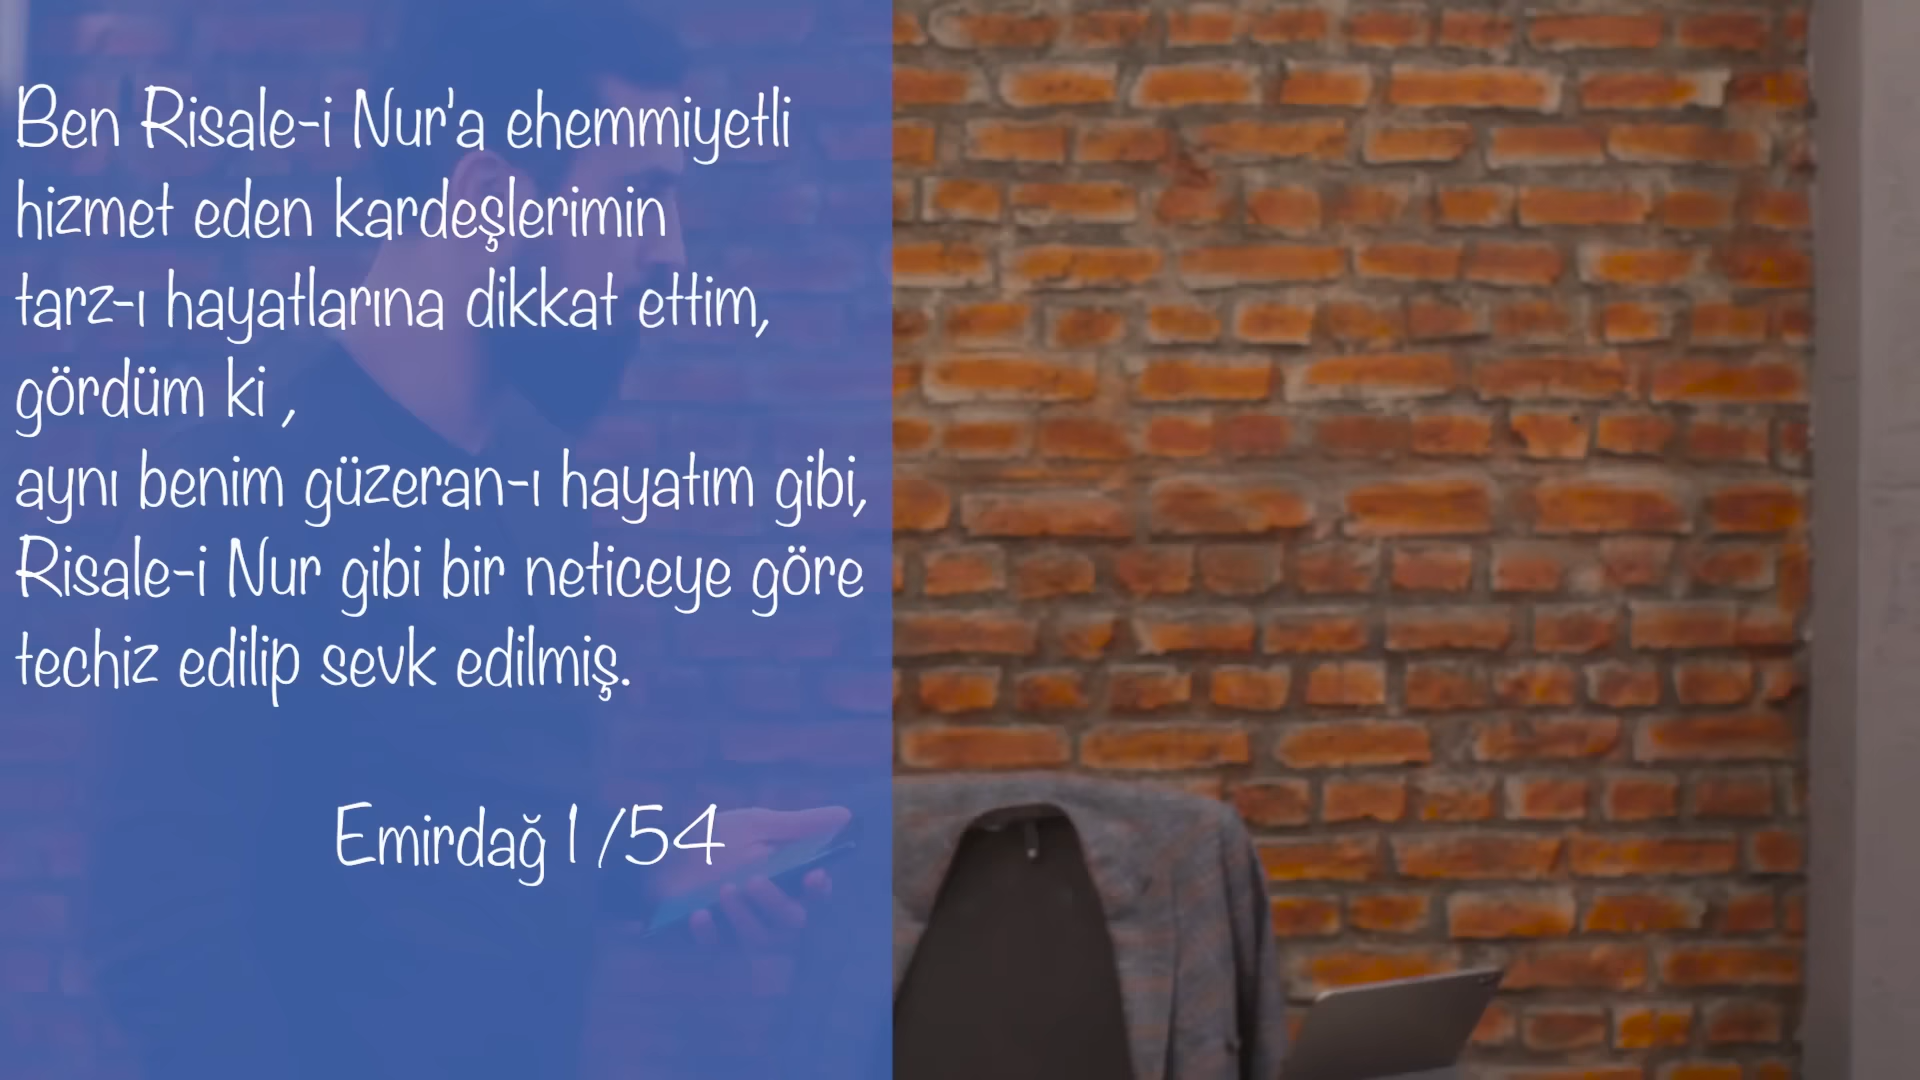 Ben Risale-i Nur'a ehemmiyetli
hizmet eden kardeşlerimin
tarz-ı hayatlarına dikkat ettim,
gördüm ki ,
aynı benim güzeran-ı hayatım gibi,
Risale-i Nur gibi bir neticeye göre
techiz edilip sevk edilmiş.
Emirdağ 1 /54